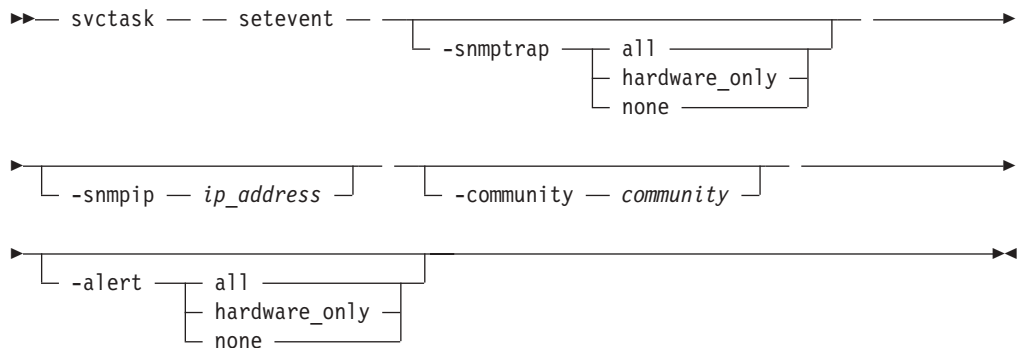 svctask setevent
-snmptrap all
hardware_only
none
-snmpip ip_address -community community
-alert all
hardware_only
none